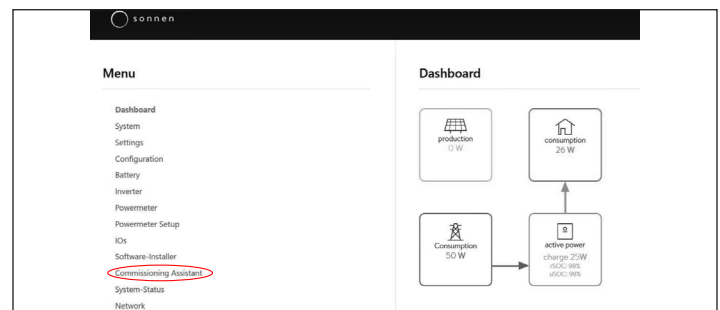 sonnen
Menu
Dashboard
System
Settings
Configuration
Battery
Inverter
Powermeter
Powermeter Setup
IOs
Software-Installer
Commissioning Assistant
System-Status
Network
Dashboard
production
0 W
consumption
26 W
Consumption
50 W
active power
charge 25W
rSOC: 98%
uSOC: 98%